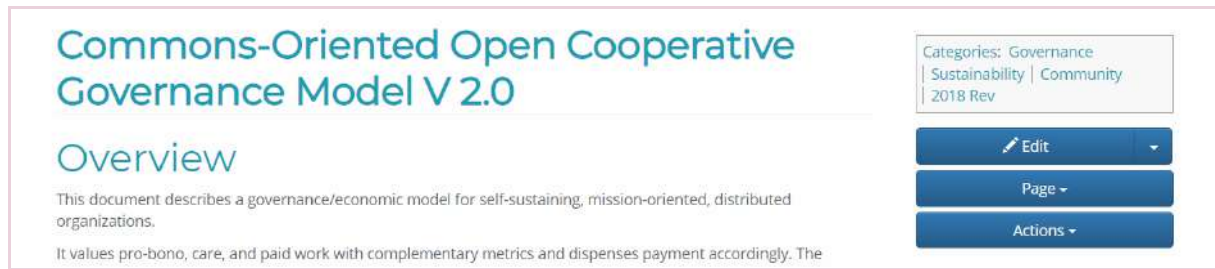 Commons-Oriented Open Cooperative
Governance Model V 2.0
Overview
This document describes a governance/economic model for self-sustaining, mission-oriented, distributed
organizations.
It values pro-bono, care, and paid work with complementary metrics and dispenses payment accordingly. The
Categories: Governance
| Sustainability | Community
| 2018 Rev
Edit
Page
Actions